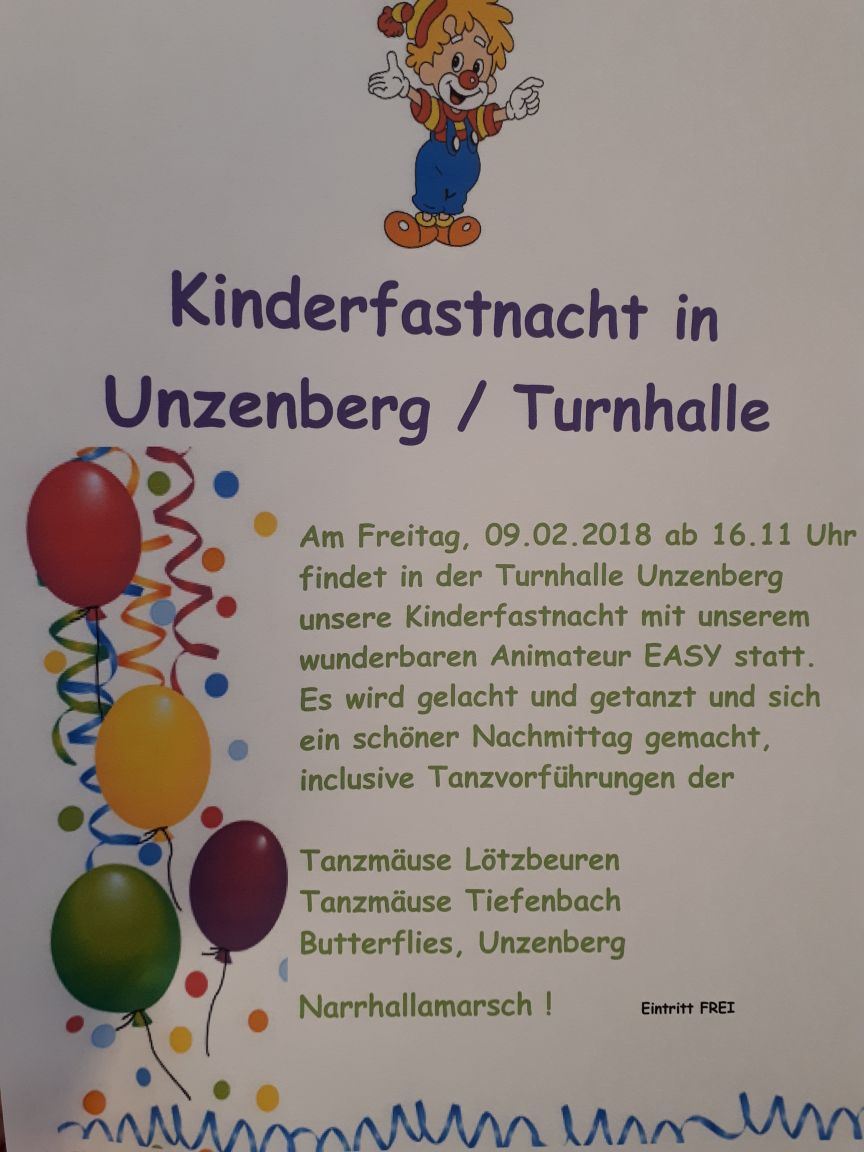 Kinderfastnacht in
Unzenberg / Turnhalle
Am Freitag, 09.02.2018 ab 16.11 Uhr
findet in der Turnhalle Unzenberg
unsere Kinderfastnacht mit unserem
wunderbaren Animateur EASY statt.
Es wird gelacht und getanzt und sich
ein schöner Nachmittag gemacht,
inclusive Tanzvorführungen der
Tanzmäuse Lötzbeuren
Tanzmäuse Tiefenbach
Butterflies, Unzenberg
Narrhallamarsch ! Eintritt FREI